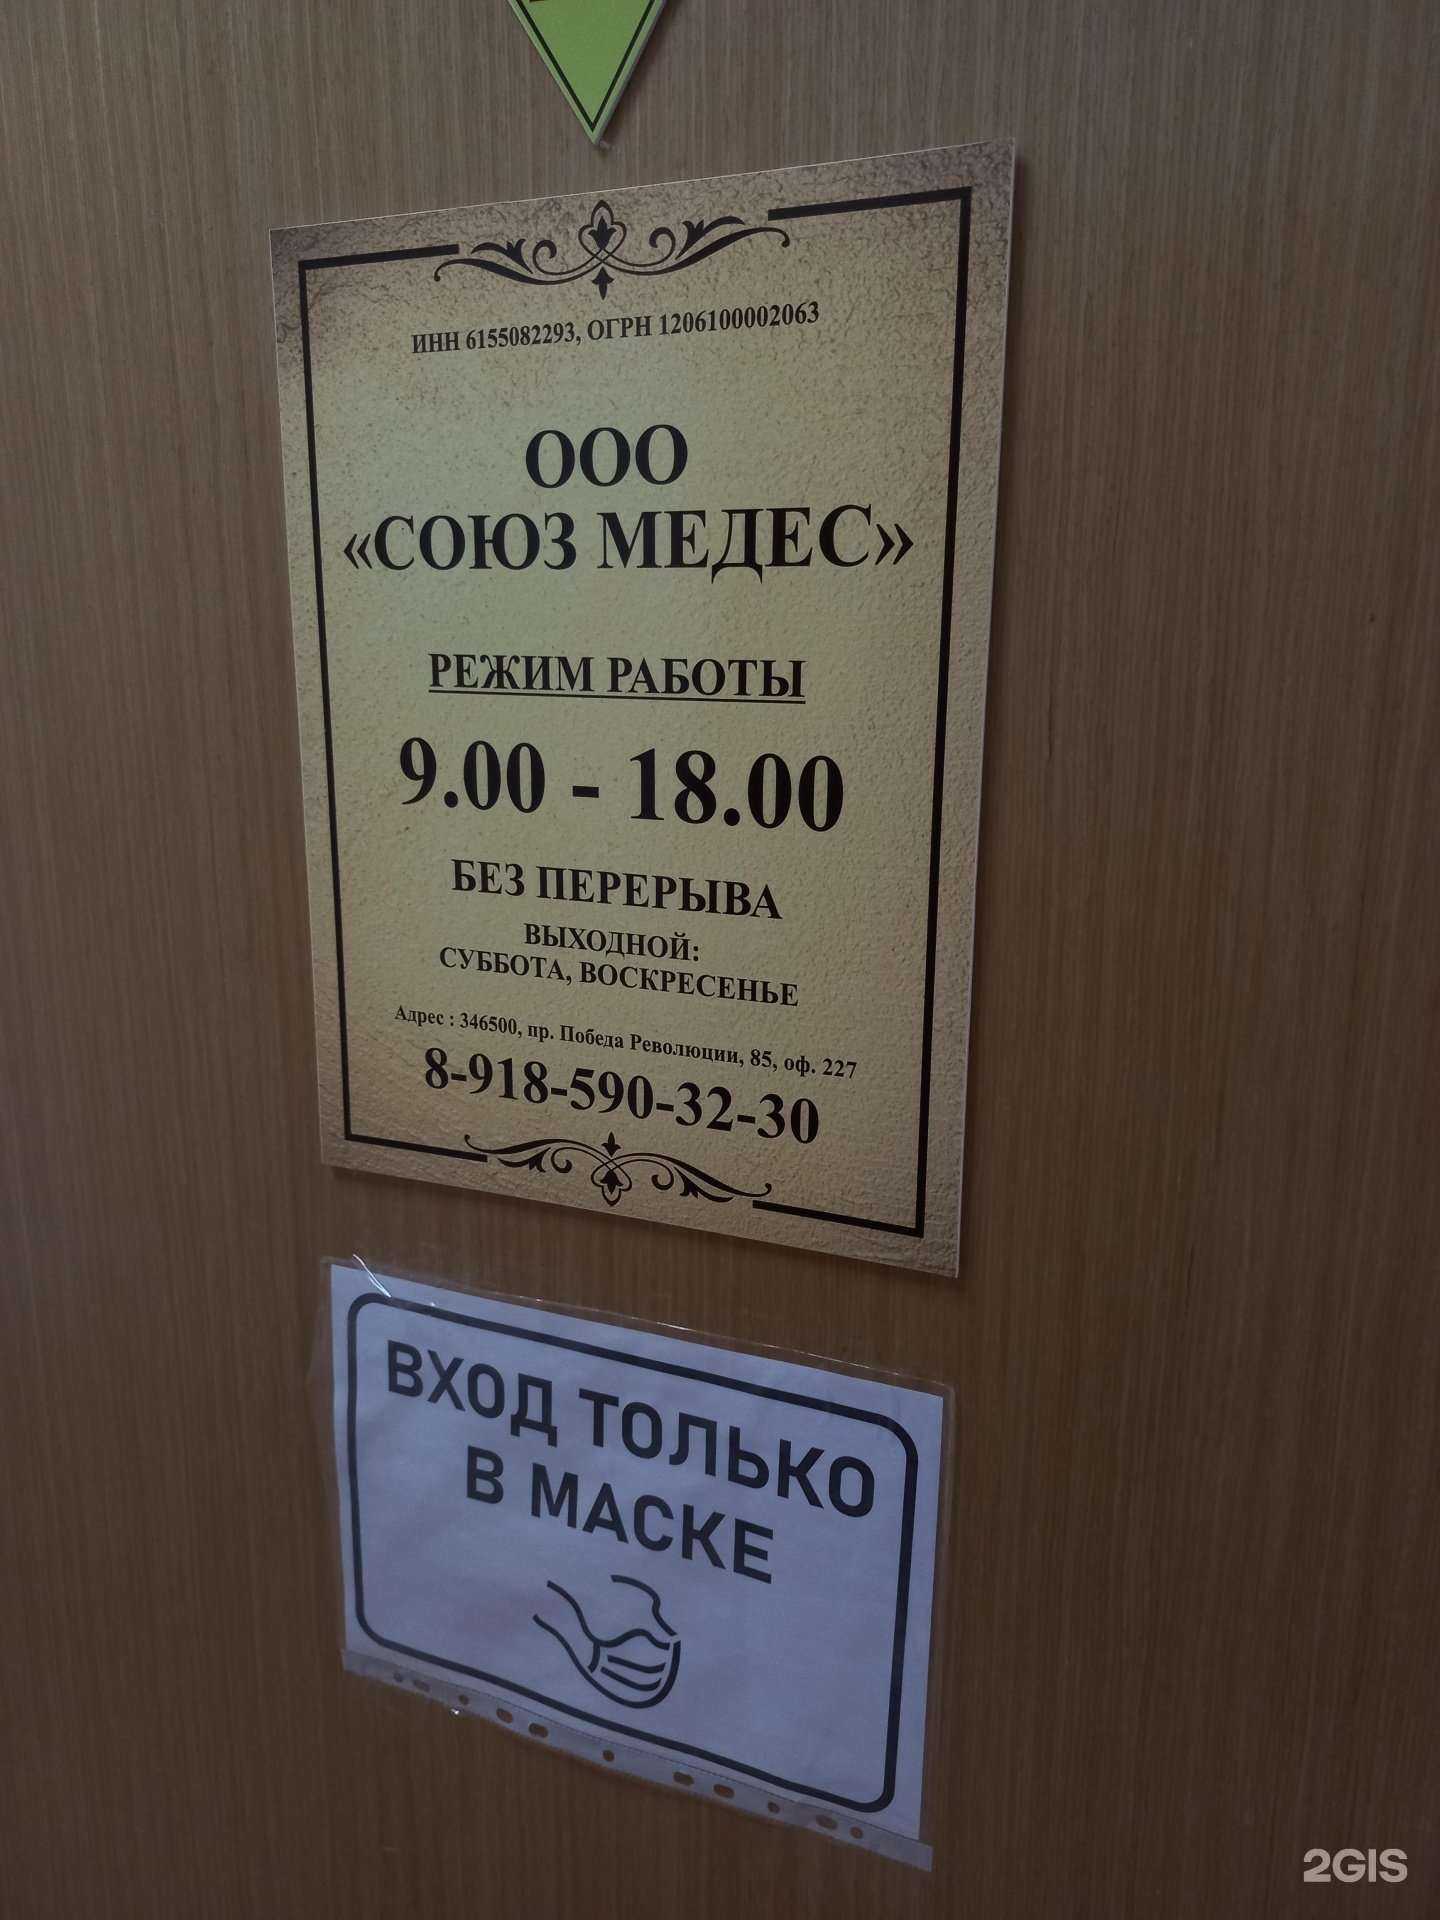 ИНН 6155082293, ОГРН 1206100002063
ООО
«СОЮЗ МЕДЕС»
РЕЖИМ РАБОТЫ
9.00 - 18.00
БЕЗ ПЕРЕРЫВА
ВЫХОДНОЙ:
СУББОТА, ВОСКРЕСЕНЬЕ
Адрес : 346500, пр. Победа Революции, 85, оф. 227
8-918-590-32-30
ВХОД ТОЛЬКО
В МАСКЕ
2GIS